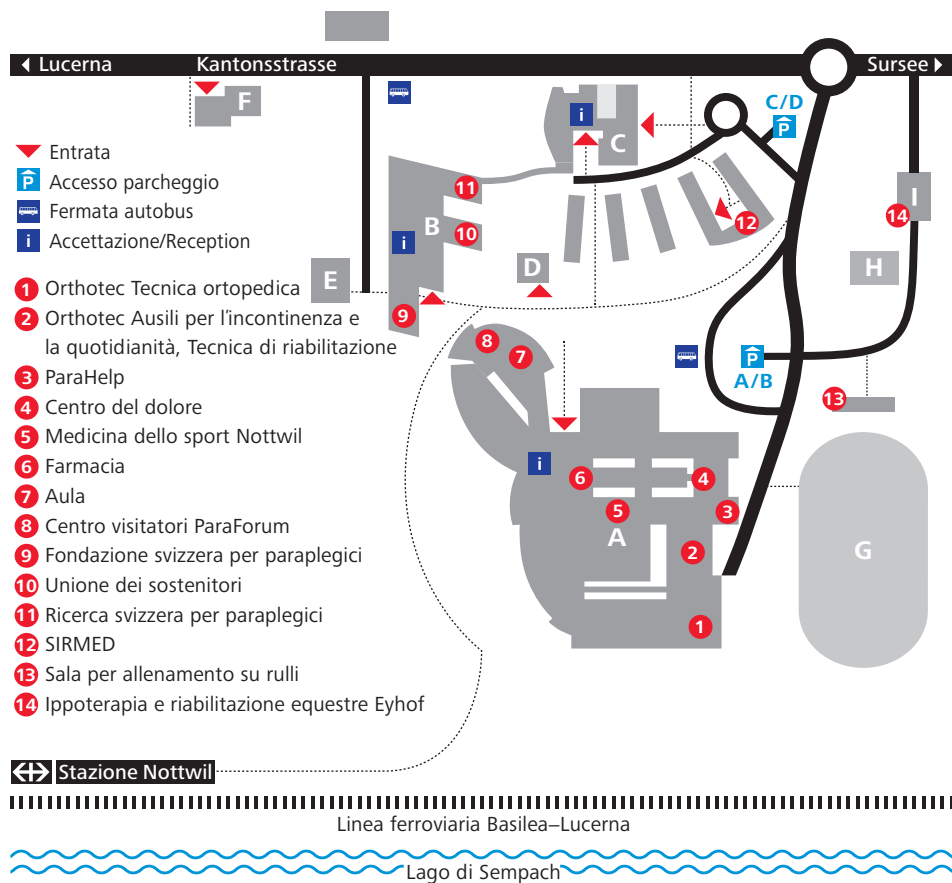 Lucerna
Kantonsstrasse
Sursee
F
i
C
C/D
P
Entrata
P Accesso parcheggio
Fermata autobus
i Accettazione/Reception
11
B
10
i
12
I
14
H
D
E
9
1 Orthotec Tecnica ortopedica
2 Orthotec Ausili per l'incontinenza e
la quotidianità, Tecnica di riabilitazione
3 ParaHelp
4 Centro del dolore
5 Medicina dello sport Nottwil
6 Farmacia
7 Aula
8 Centro visitatori ParaForum
9 Fondazione svizzera per paraplegici
10 Unione dei sostenitori
11 Ricerca svizzera per paraplegici
12 SIRMED
13 Sala per allenamento su rulli
14 Ippoterapia e riabilitazione equestre Eyhof
8
7
P
A/B
13
i
6
4
5
3
A
2
G
1
Stazione Nottwil
Linea ferroviaria Basilea–Lucerna
Lago di Sempach